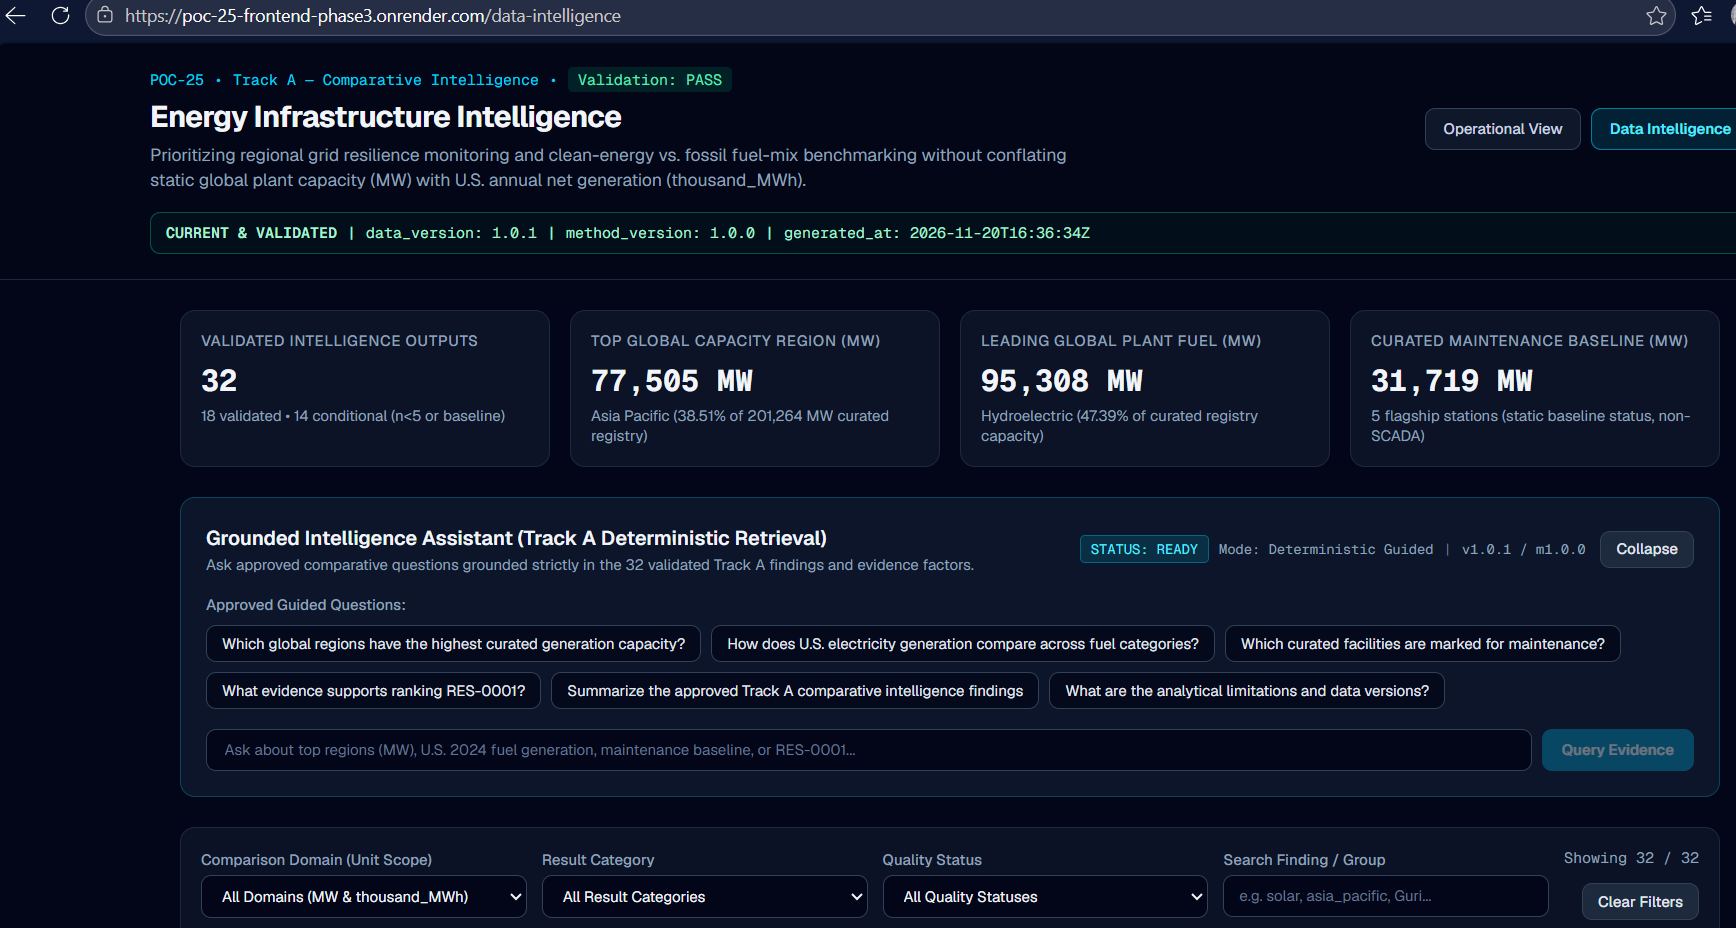 https://poc-25-frontend-phase3.onrender.com/data-intelligence
POC-25 • Track A – Comparative Intelligence • Validation: PASS
Energy Infrastructure Intelligence
Prioritizing regional grid resilience monitoring and clean-energy vs. fossil fuel-mix benchmarking without conflating
static global plant capacity (MW) with U.S. annual net generation (thousand_MWh).
Operational View
Data Intelligence
CURRENT & VALIDATED | data_version: 1.0.1 | method_version: 1.0.0 | generated_at: 2026-11-20T16:36:34Z
VALIDATED INTELLIGENCE OUTPUTS
32
18 validated • 14 conditional (n<5 or baseline)
TOP GLOBAL CAPACITY REGION (MW)
77,505 MW
Asia Pacific (38.51% of 201,264 MW curated
registry)
LEADING GLOBAL PLANT FUEL (MW)
95,308 MW
Hydroelectric (47.39% of curated registry
capacity)
CURATED MAINTENANCE BASELINE (MW)
31,719 MW
5 flagship stations (static baseline status, non-
SCADA)
Grounded Intelligence Assistant (Track A Deterministic Retrieval)
Ask approved comparative questions grounded strictly in the 32 validated Track A findings and evidence factors.
STATUS: READY Mode: Deterministic Guided | v1.0.1 / m1.0.0
Collapse
Approved Guided Questions:
Which global regions have the highest curated generation capacity?
How does U.S. electricity generation compare across fuel categories?
Which curated facilities are marked for maintenance?
What evidence supports ranking RES-0001?
Summarize the approved Track A comparative intelligence findings
What are the analytical limitations and data versions?
Ask about top regions (MW), U.S. 2024 fuel generation, maintenance baseline, or RES-0001...
Query Evidence
Comparison Domain (Unit Scope)
All Domains (MW & thousand_MWh)
Result Category
All Result Categories
Quality Status
All Quality Statuses
Search Finding / Group
e.g. solar, asia_pacific, Guri...
Showing 32 / 32
Clear Filters